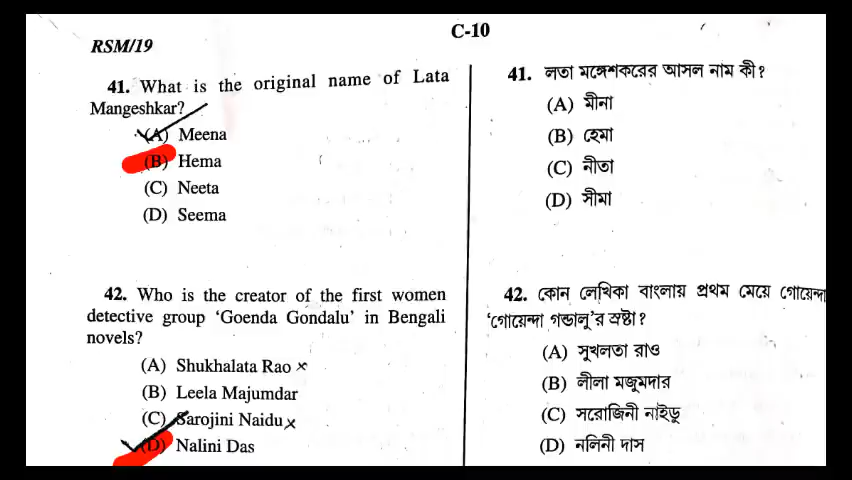 C-10
RSM/19
41. What is the original name of Lata
Mangeshkar?
(A) Meena
(B) Hema
(C) Neeta
(D) Seema
42. Who is the creator of the first women
detective group ‘Goenda Gondalu’ in Bengali
novels?
(A) Shukhalata Rao
(B) Leela Majumdar
(C) Sarojini Naidu
(D) Nalini Das
41. লতা মঙ্গেশকরের আসল নাম কী?
(A) মীনা
(B) হেমা
(C) নীতা
(D) সীমা
42. কোন লেখিকা বাংলায় প্রথম মেয়ে গোয়েন্দা
‘গোয়েন্দা গন্ডালু’র স্রষ্টা?
(A) সুখলতা রাও
(B) লীলা মজুমদার
(C) সরোজিনী নাইডু
(D) নলিনী দাস